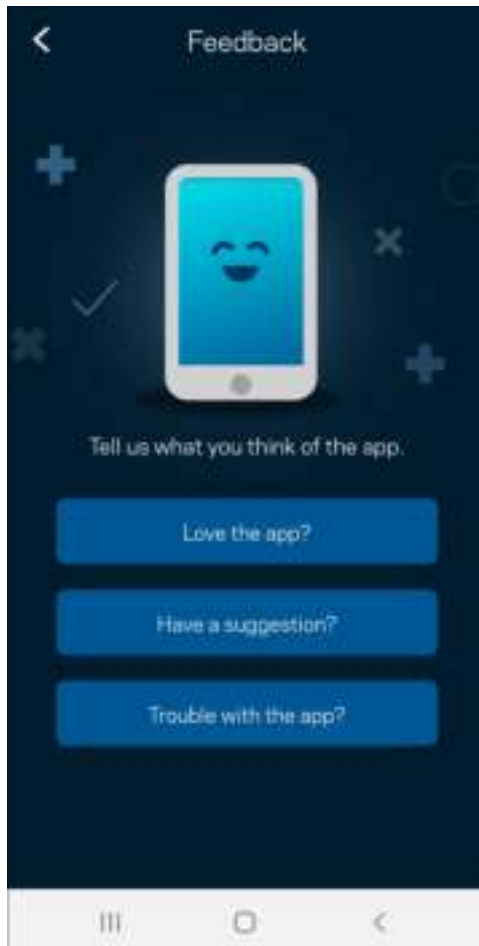 Feedback
Tell us what you think of the app.
Love the app?
Have a suggestion?
Trouble with the app?